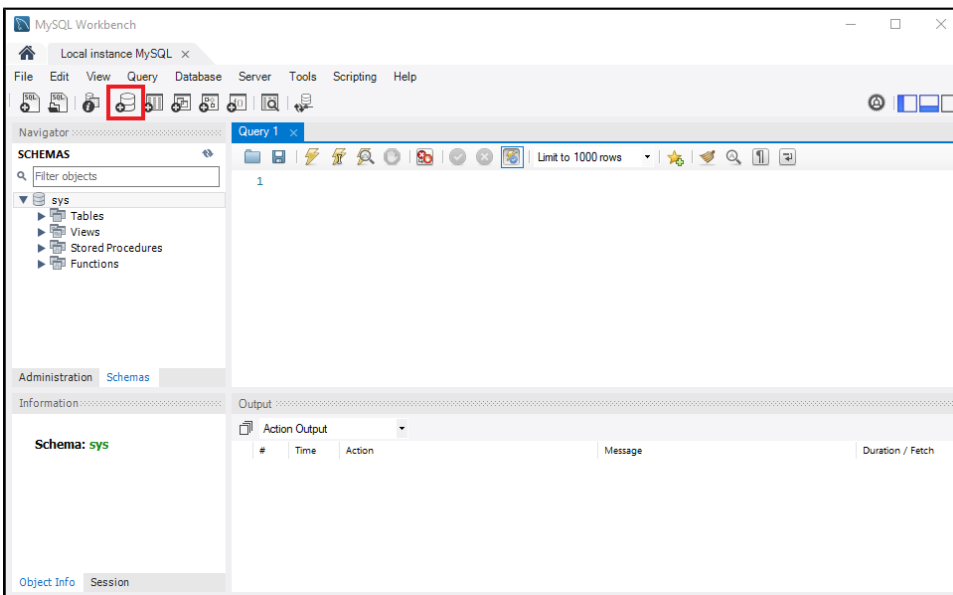 MySQL Workbench
Local instance MySQL ×
File Edit View Query Database Server Tools Scripting Help
SQL SQL
Navigator
Query 1 ×
SCHEMAS
Limit to 1000 rows
Filter objects
1
sys
Tables
Views
Stored Procedures
Functions
Administration Schemas
Information
Output
Action Output
Schema: sys
# Time Action Message Duration / Fetch
Object Info Session